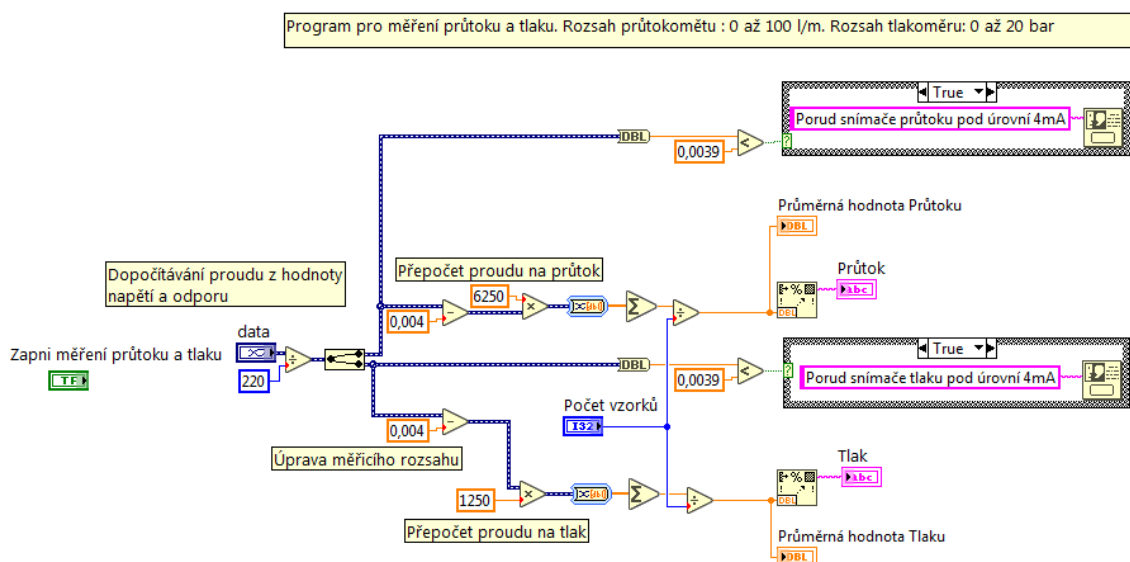 Program pro měření průtoku a tlaku. Rozsah průtokomětu : 0 až 100 l/m. Rozsah tlakoměru: 0 až 20 bar
True
Porud snímače průtoku pod úrovní 4mA
DBL
0,0039
?
Průměrná hodnota Průtoku
DBL
Dopočítávání proudu z hodnoty
napětí a odporu
Přepočet proudu na průtok
6250
Průtok
abc
0,004
DBL
data
220
Zapni měření průtoku a tlaku
TF
True
Porud snímače tlaku pod úrovní 4mA
DBL
0,0039
?
Počet vzorků
I32
0,004
Úprava měřicího rozsahu
Tlak
abc
1250
DBL
Přepočet proudu na tlak
Průměrná hodnota Tlaku
DBL